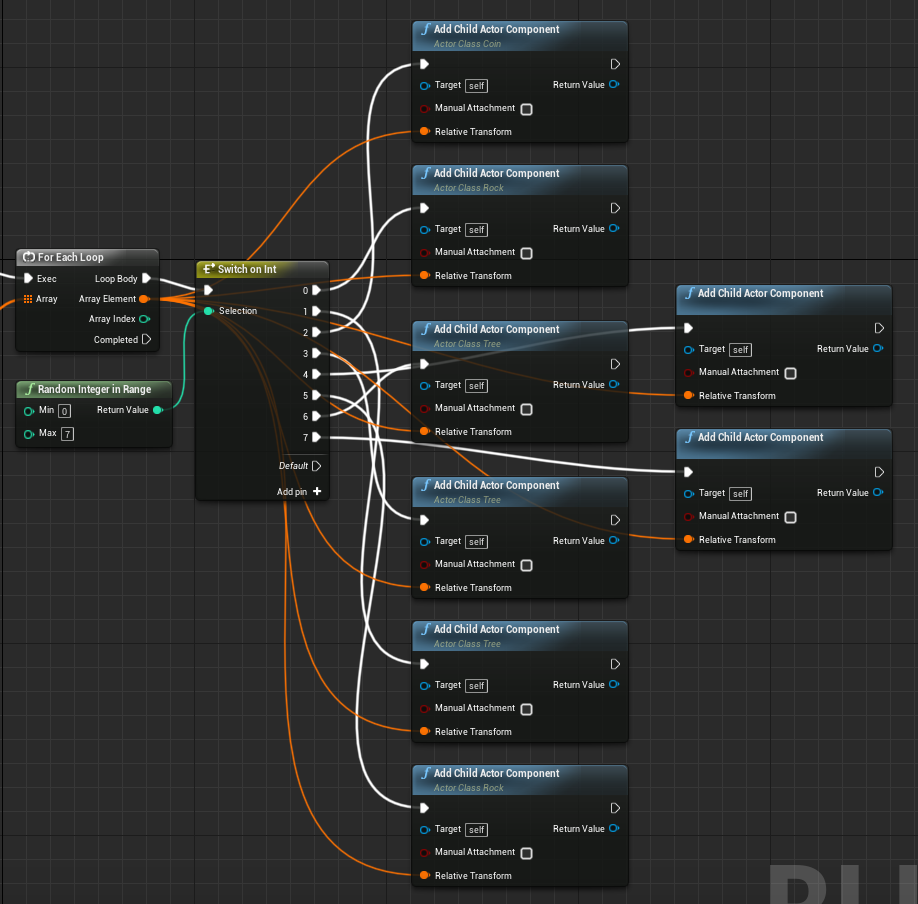 For Each Loop
Exec
Loop Body
Array
Array Element
Array Index
Completed
Random Integer in Range
Min 0
Return Value
Max 7
Switch on Int
0
Selection
1
2
3
4
5
6
7
Default
Add pin
Add Child Actor Component
Actor Class Coin
Target self
Return Value
Manual Attachment
Relative Transform
Add Child Actor Component
Actor Class Rock
Target self
Return Value
Manual Attachment
Relative Transform
Add Child Actor Component
Actor Class Tree
Target self
Return Value
Manual Attachment
Relative Transform
Add Child Actor Component
Actor Class Tree
Target self
Return Value
Manual Attachment
Relative Transform
Add Child Actor Component
Actor Class Tree
Target self
Return Value
Manual Attachment
Relative Transform
Add Child Actor Component
Actor Class Rock
Target self
Return Value
Manual Attachment
Relative Transform
Add Child Actor Component
Target self
Return Value
Manual Attachment
Relative Transform
Add Child Actor Component
Target self
Return Value
Manual Attachment
Relative Transform